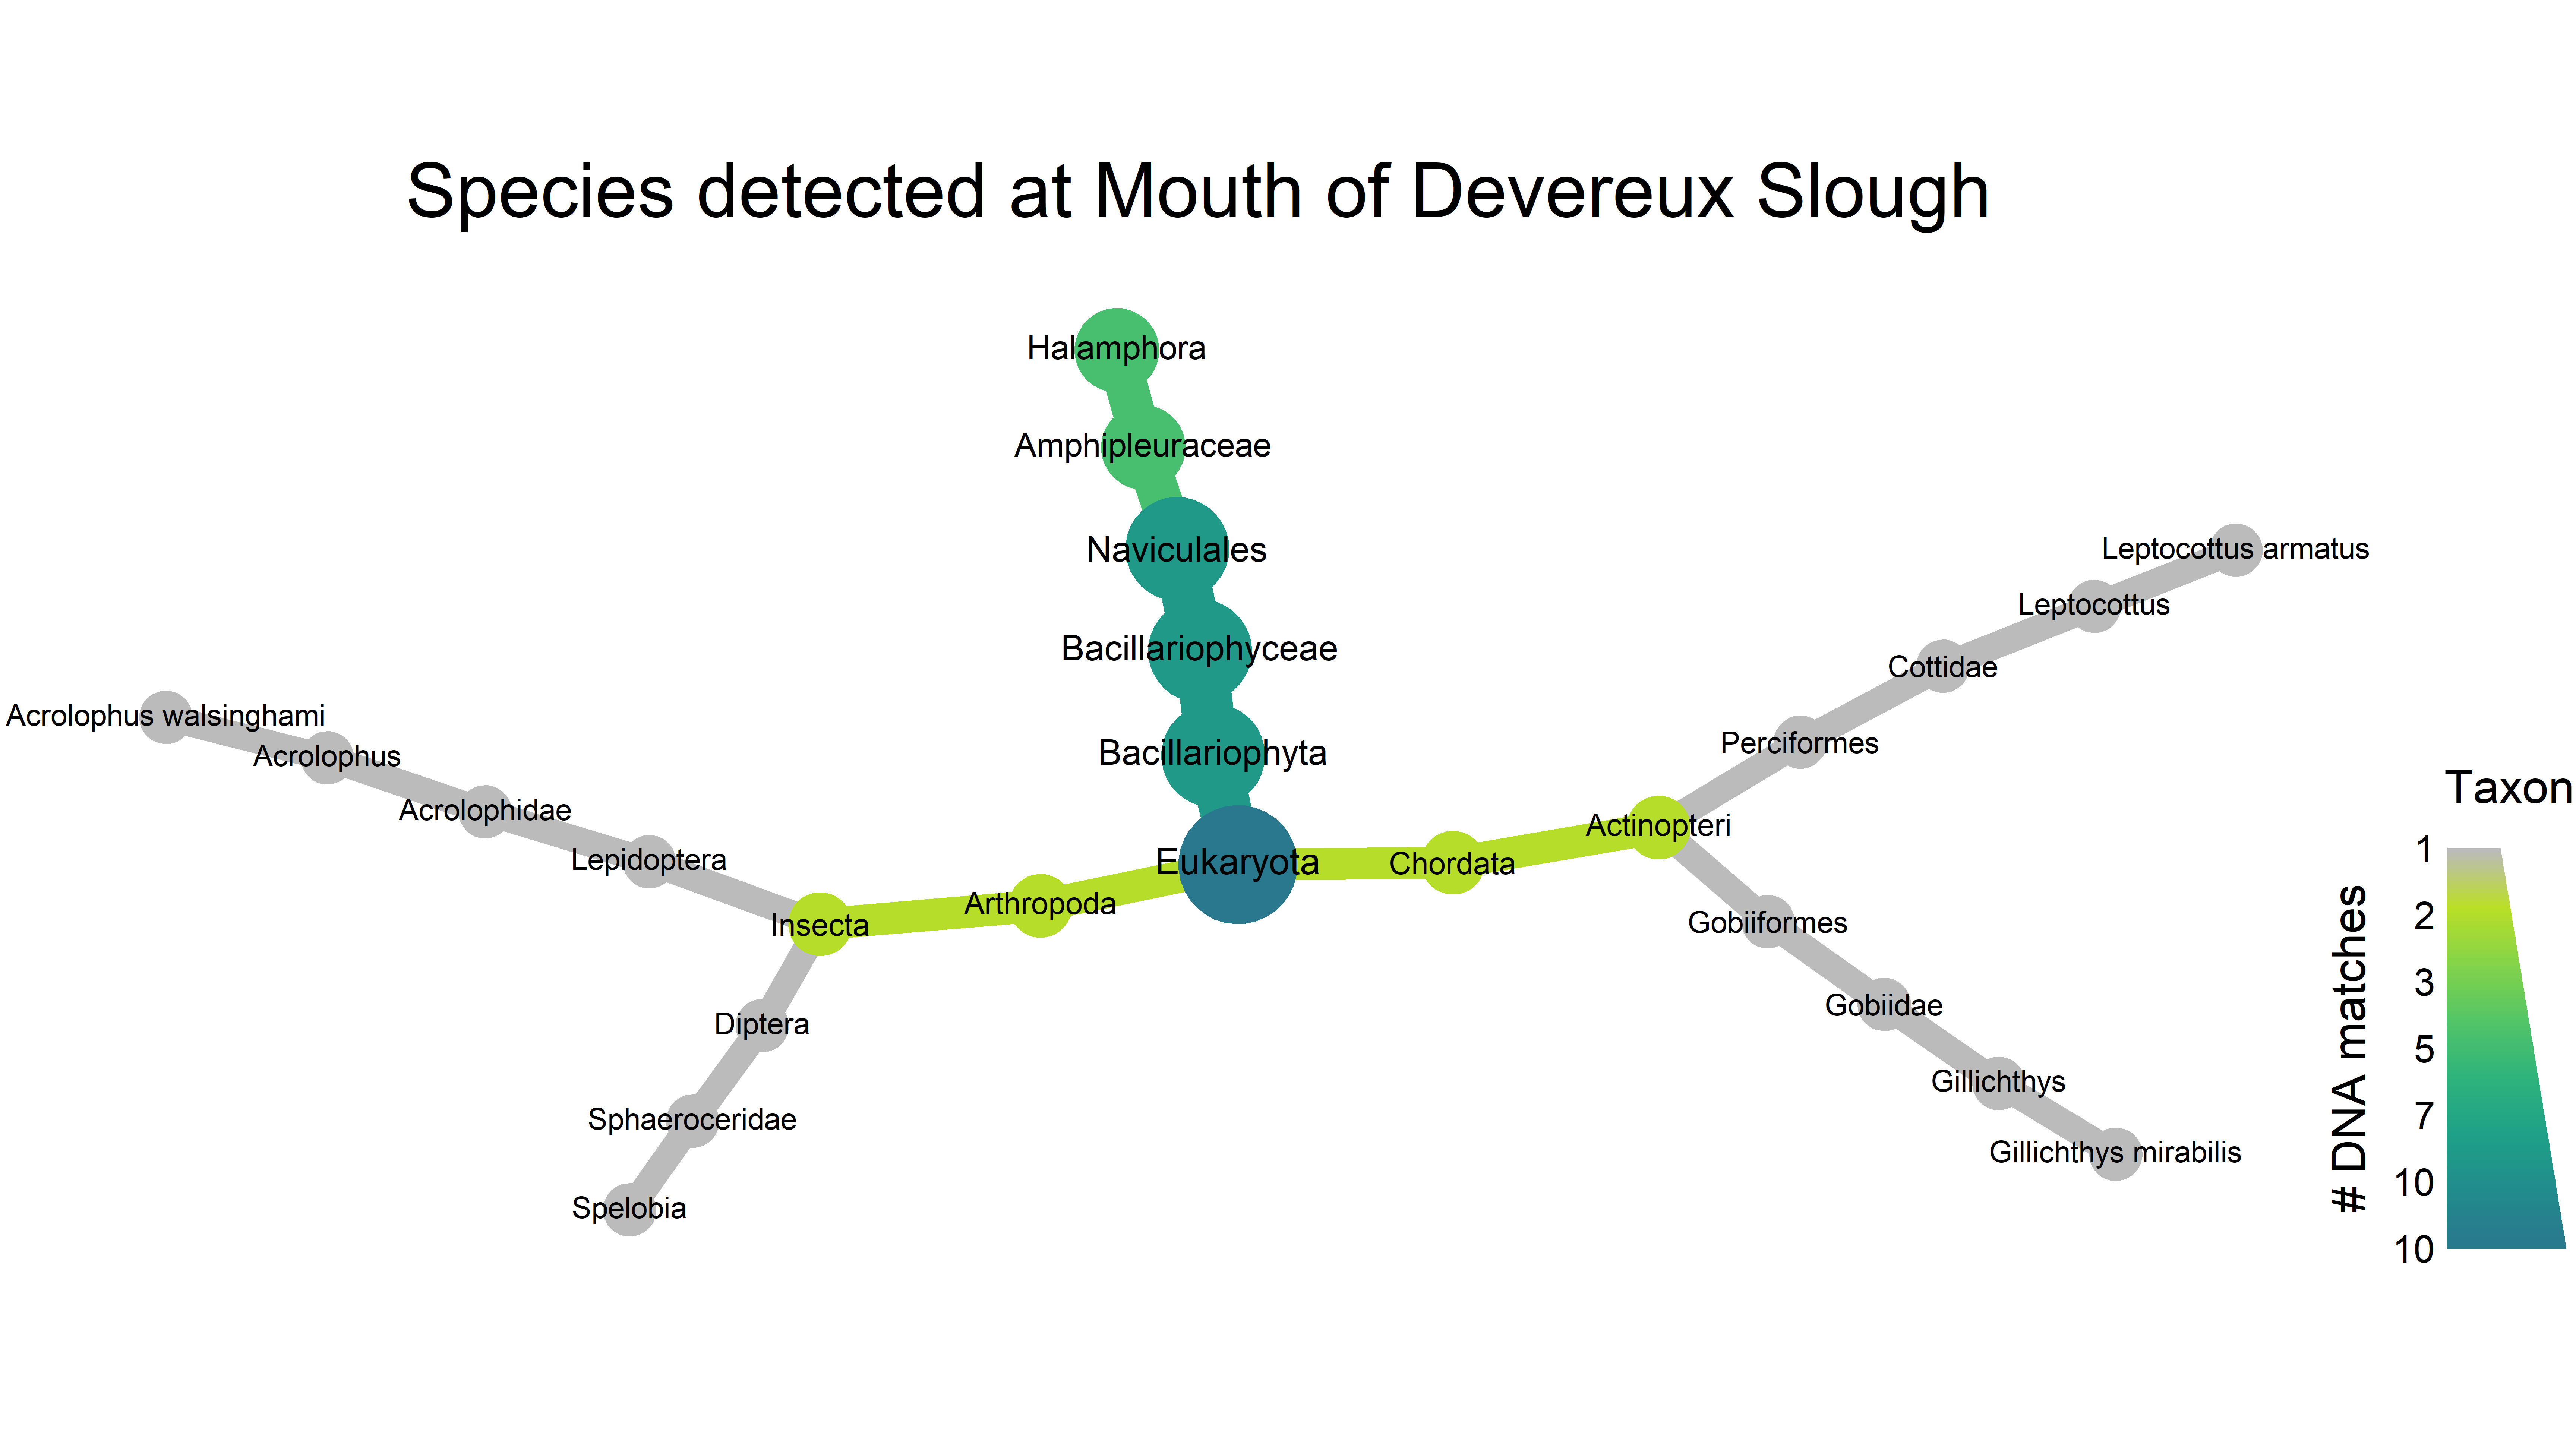 Species detected at Mouth of Devereux Slough
Halamphora
Amphipleuraceae
Naviculales
Bacillariophyceae
Bacillariophyta
Eukaryota
Arthropoda
Insecta
Lepidoptera
Acrolophidae
Acrolophus
Acrolophus walsinghami
Diptera
Sphaeroceridae
Spelobia
Chordata
Actinopteri
Perciformes
Cottidae
Leptocottus
Leptocottus armatus
Gobiiformes
Gobiidae
Gillichthys
Gillichthys mirabilis
Taxon
# DNA matches
1
2
3
5
7
10
10